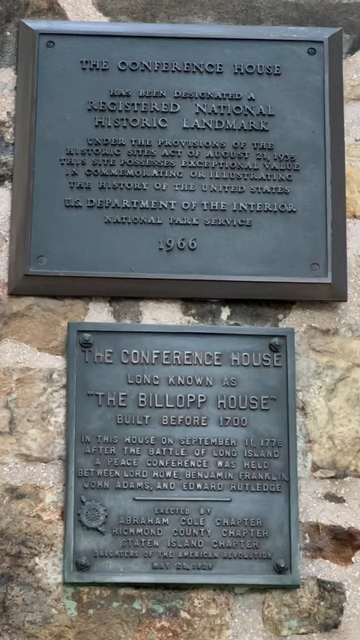 THE CONFERENCE HOUSE
HAS BEEN DESIGNATED A
REGISTERED NATIONAL
HISTORIC LANDMARK
UNDER THE PROVISIONS OF THE
HISTORIC SITES ACT OF AUGUST 21, 1935
THIS SITE POSSESSES EXCEPTIONAL VALUE
IN COMMEMORATING OR ILLUSTRATING
THE HISTORY OF THE UNITED STATES
U.S. DEPARTMENT OF THE INTERIOR
NATIONAL PARK SERVICE
1966
THE CONFERENCE HOUSE
LONG KNOWN AS
"THE BILLOPP HOUSE"
BUILT BEFORE 1700
IN THIS HOUSE ON SEPTEMBER 11, 1776
AFTER THE BATTLE OF LONG ISLAND
A PEACE CONFERENCE WAS HELD
BETWEEN LORD HOWE, BENJAMIN FRANKLIN
JOHN ADAMS, AND EDWARD RUTLEDGE
ERECTED BY
ABRAHAM COLE CHAPTER
RICHMOND COUNTY CHAPTER
STATEN ISLAND CHAPTER
DAUGHTERS OF THE AMERICAN REVOLUTION
MAY